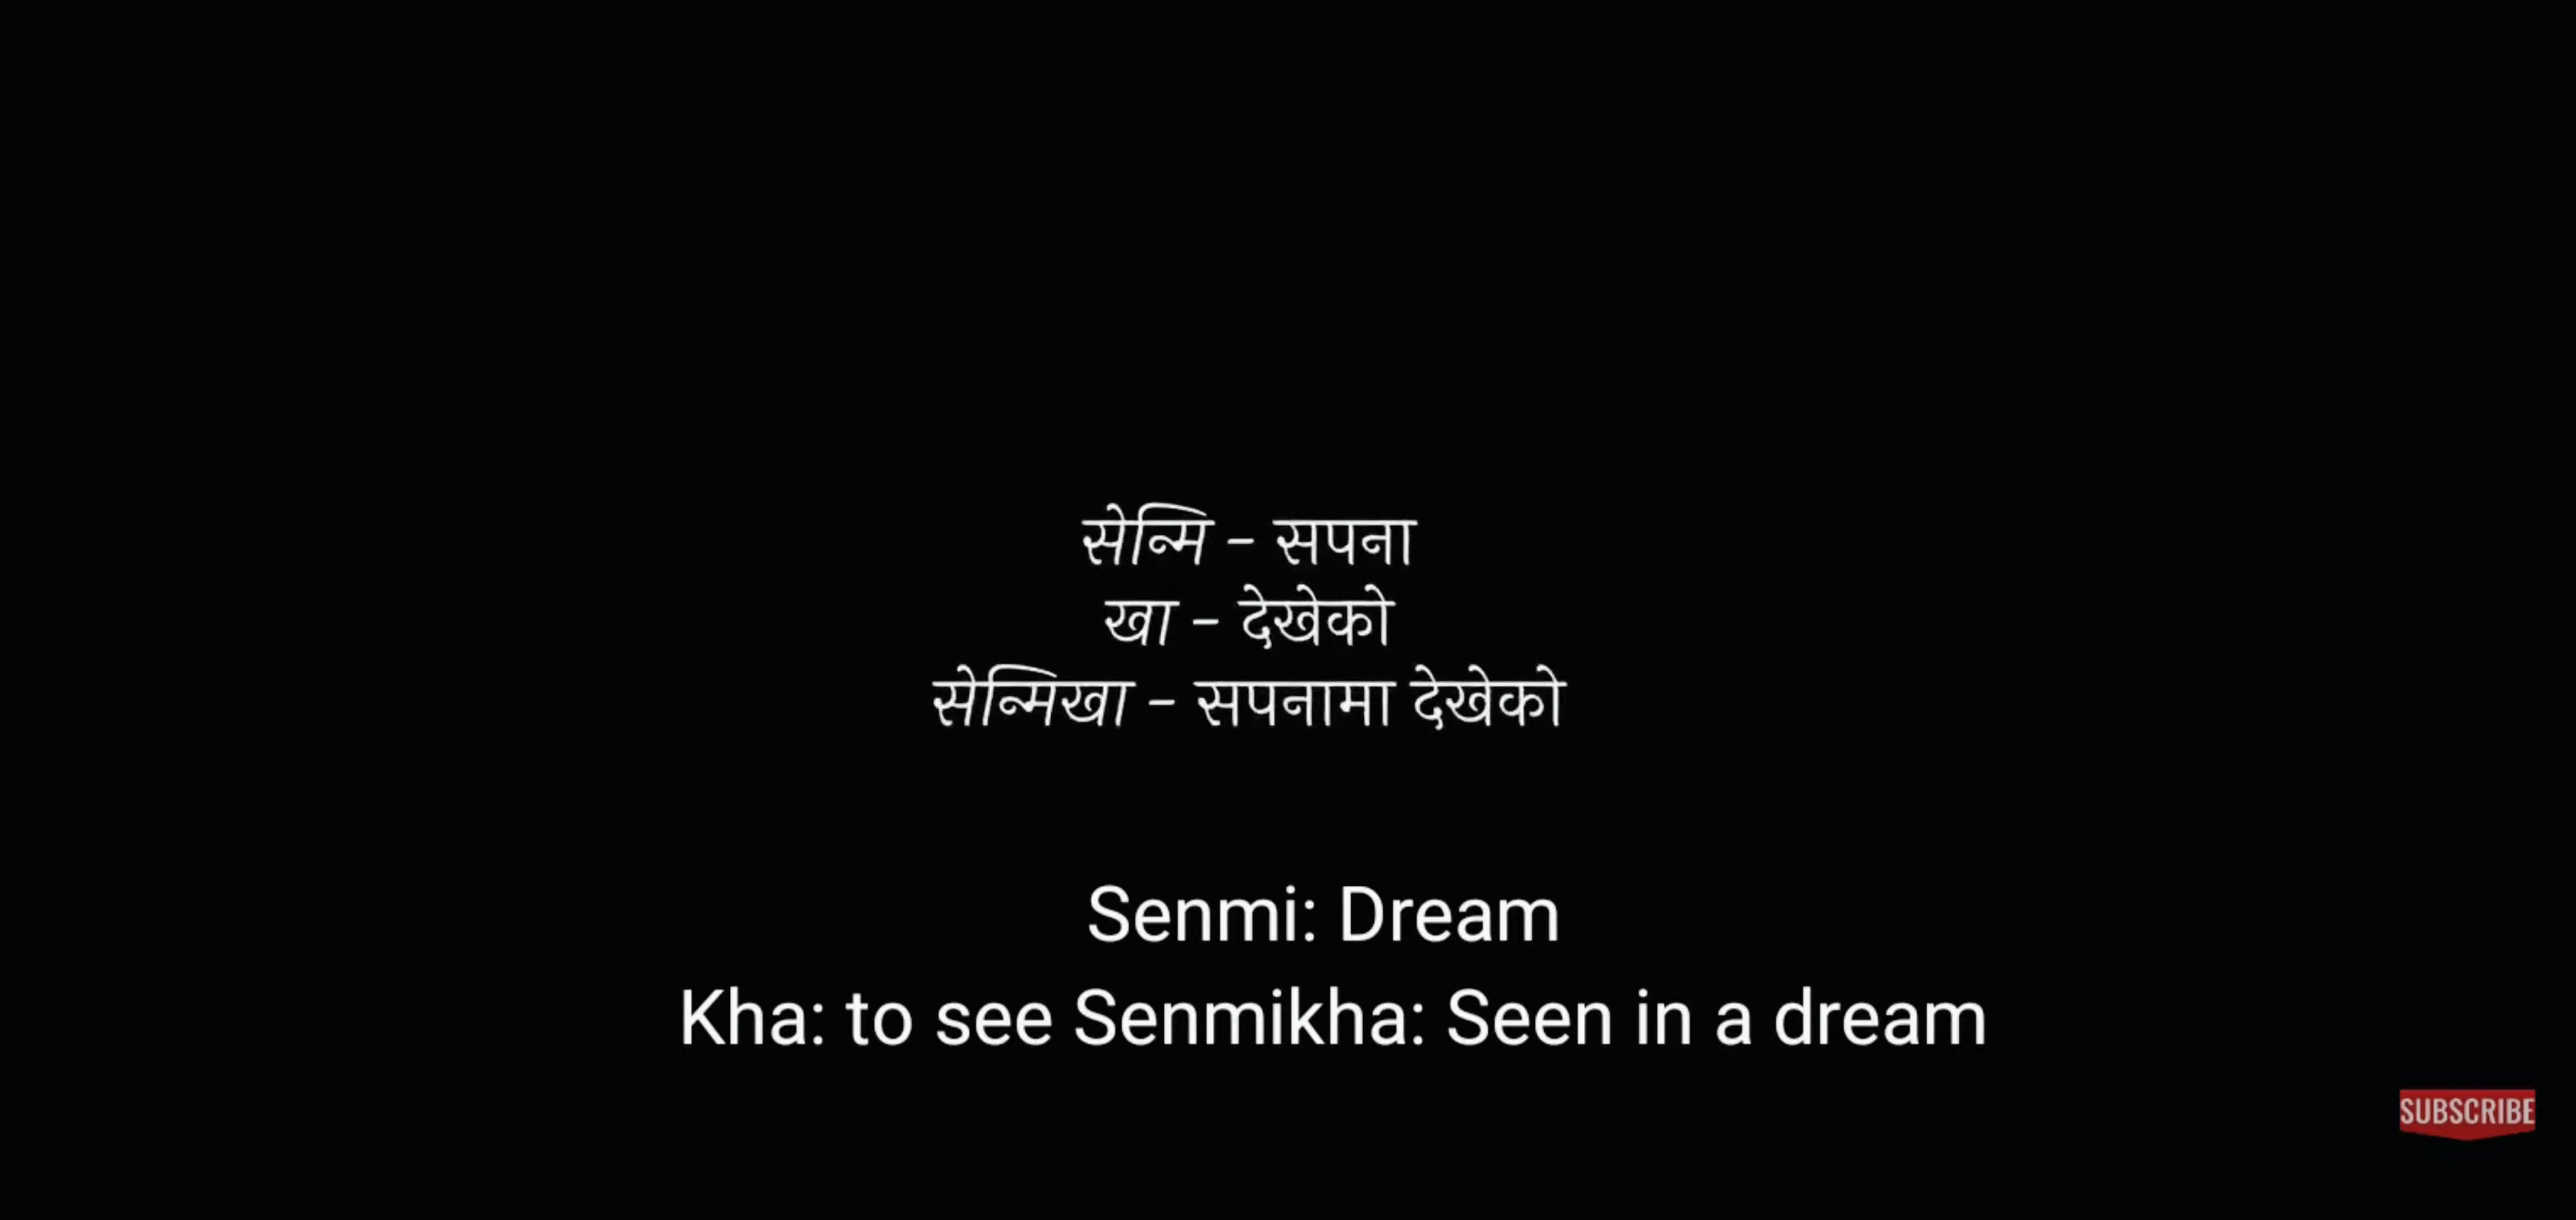 सेन्मि - सपना
खा - देखेको
सेन्मिखा - सपनामा देखेको
Senmi: Dream
Kha: to see Senmikha: Seen in a dream
SUBSCRIBE